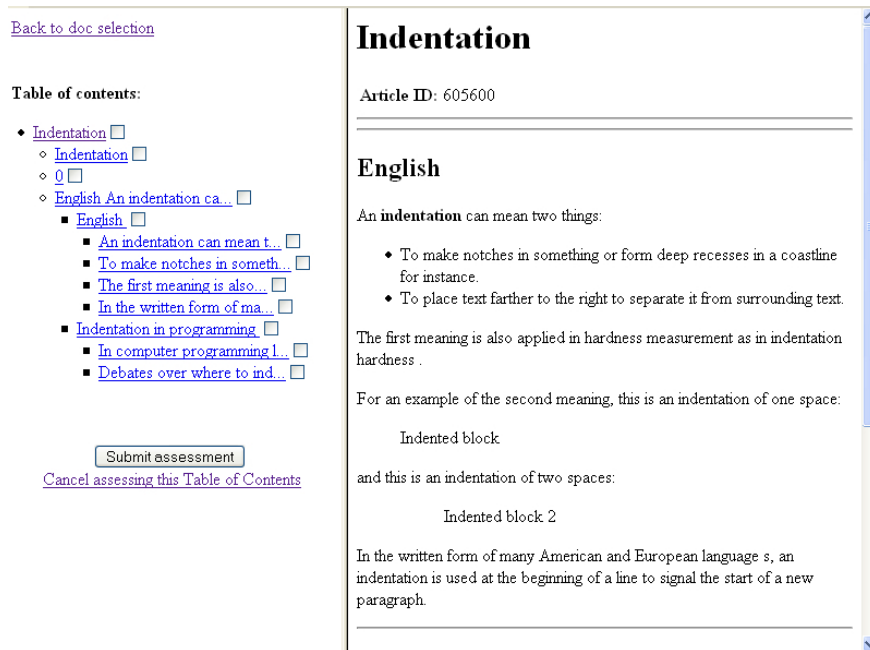 Back to doc selection
Table of contents:
Indentation
Indentation
0
English An indentation ca...
English
An indentation can mean t...
To make notches in someth...
The first meaning is also...
In the written form of ma...
Indentation in programming
In computer programming l...
Debates over where to ind...
Submit assessment
Cancel assessing this Table of Contents
Indentation
Article ID: 605600
English
An indentation can mean two things:
To make notches in something or form deep recesses in a coastline
for instance.
To place text farther to the right to separate it from surrounding text.
The first meaning is also applied in hardness measurement as in indentation
hardness .
For an example of the second meaning, this is an indentation of one space:
Indented block
and this is an indentation of two spaces:
Indented block 2
In the written form of many American and European language s, an
indentation is used at the beginning of a line to signal the start of a new
paragraph.